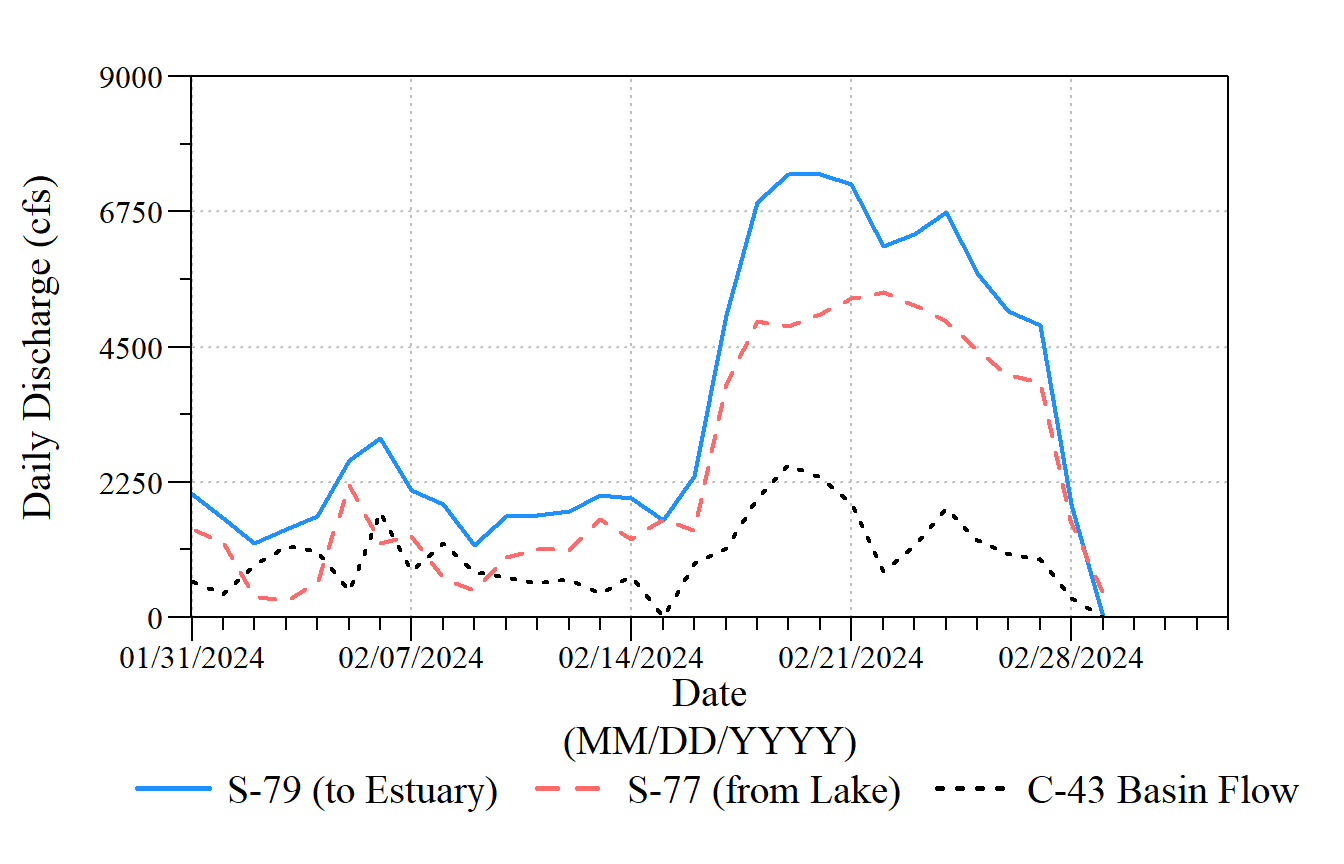 Daily Discharge (cfs)
9000
6750
4500
2250
0
01/31/2024 02/07/2024 02/14/2024 02/21/2024 02/28/2024
Date
(MM/DD/YYYY)
S-79 (to Estuary) S-77 (from Lake) C-43 Basin Flow